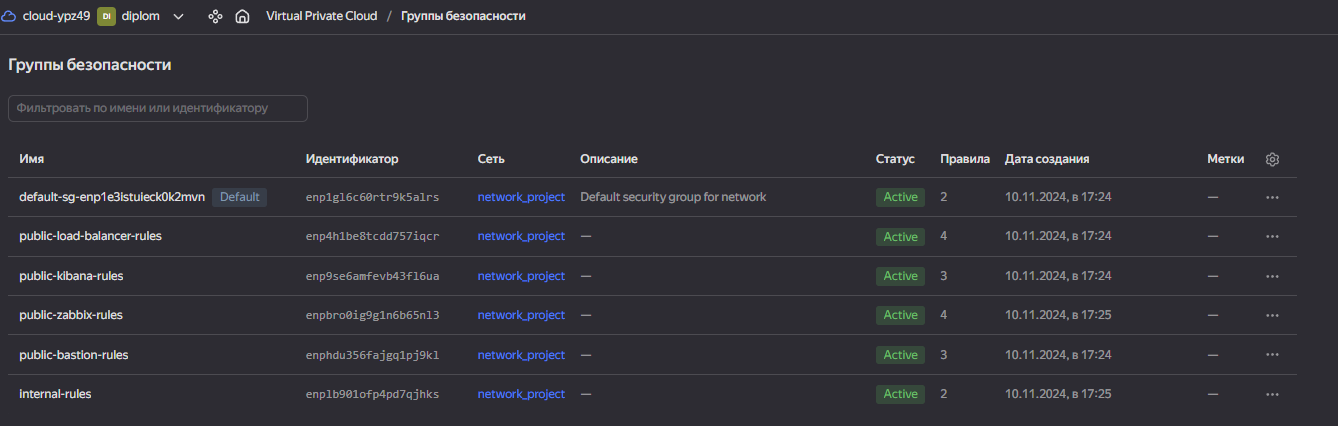 cloud-ypz49 DI diplom Virtual Private Cloud / Группы безопасности
Группы безопасности
Фильтровать по имени или идентификатору
Имя Идентификатор Сеть Описание Статус Правила Дата создания Метки
default-sg-enp1e3istuieck0k2mvn Default enp1gl6c60rtr9k5alrs network_project Default security group for network Active 2 10.11.2024, в 17:24 —
public-load-balancer-rules enp4h1be8tcdd757iqcr network_project — Active 4 10.11.2024, в 17:24 —
public-kibana-rules enp9se6amfevb43fl6ua network_project — Active 3 10.11.2024, в 17:24 —
public-zabbix-rules enpbro0ig9g1n6b65nl3 network_project — Active 4 10.11.2024, в 17:25 —
public-bastion-rules enphdu356fajgq1pj9kl network_project — Active 3 10.11.2024, в 17:24 —
internal-rules enplb901ofp4pd7qjhks network_project — Active 2 10.11.2024, в 17:25 —